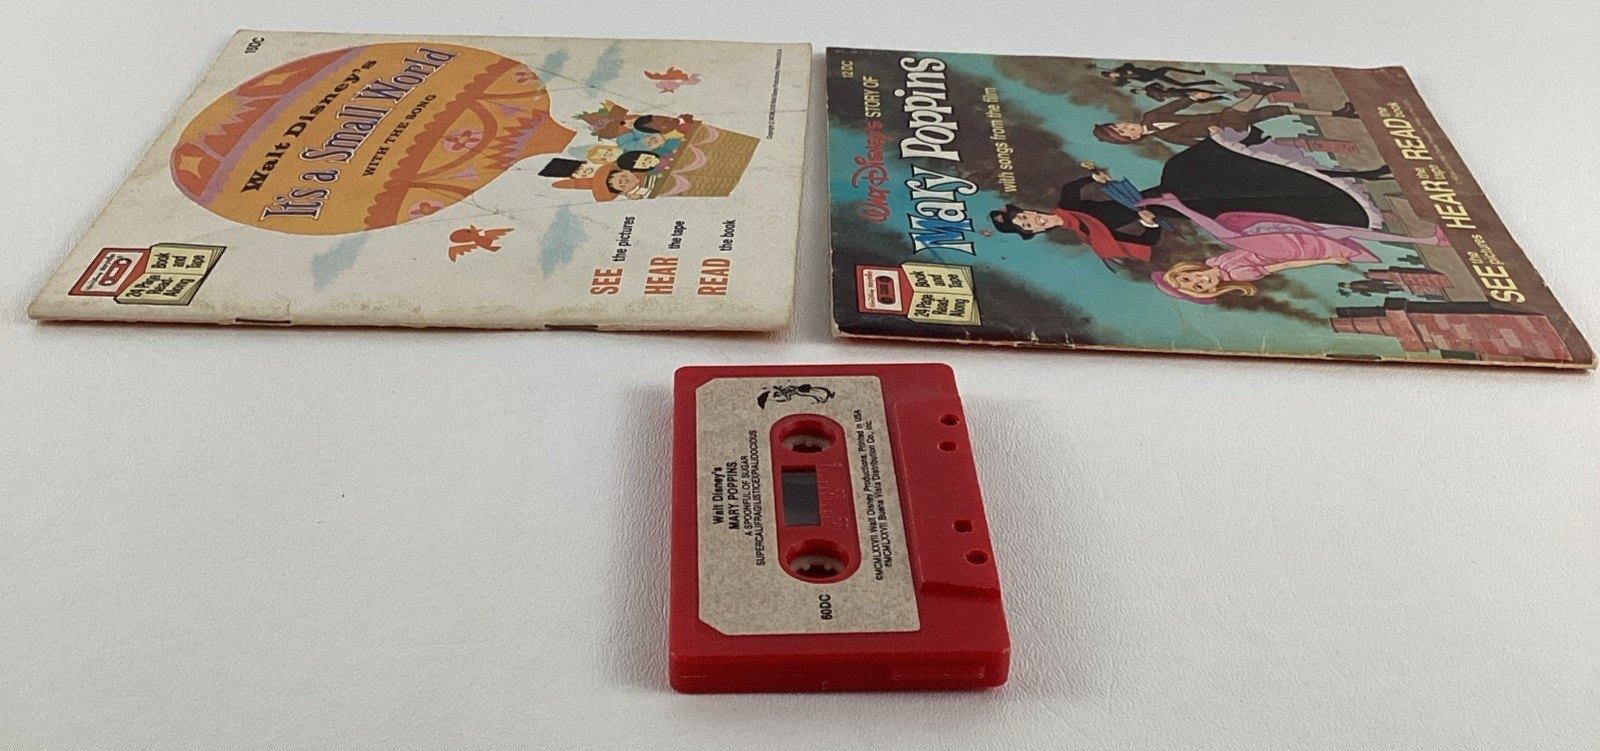 16DC
Walt Disney's
It's a Small World
WITH THE SONG
SEE the pictures
HEAR the tape
READ the book
24 Page
Read-
Along
Book
and
Tape
12DC
Walt Disney's STORY OF
Mary Poppins
with songs from the film
SEE the pictures HEAR the tape READ the book
24 Page
Read-
Along
Book
and
Tape
Walt Disney's
MARY POPPINS
A SPOONFUL OF SUGAR
SUPERCALIFRAGILISTICEXPIALIDOCIOUS
60DC
©MCMLXXVII Walt Disney Productions, Printed in USA
©MCMLXXVII Buena Vista Distribution Co., Inc.